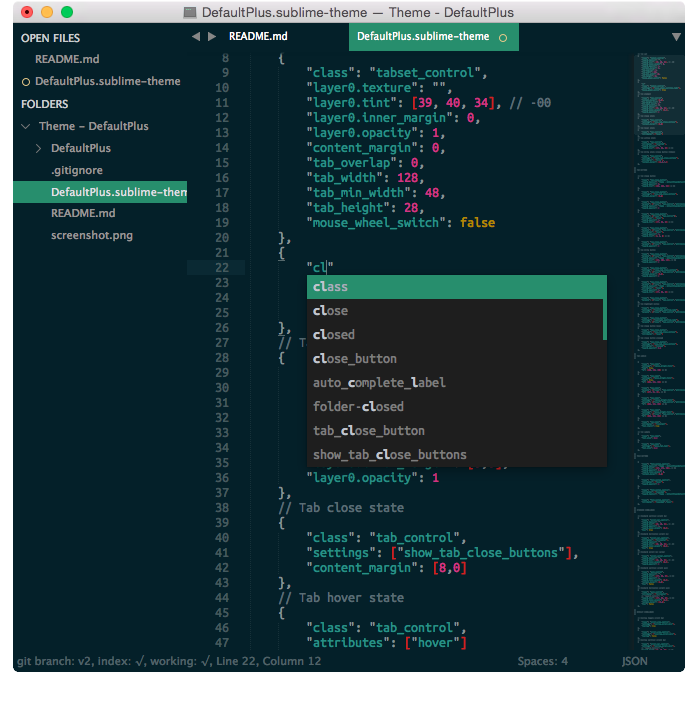 DefaultPlus.sublime-theme — Theme - DefaultPlus
OPEN FILES
README.md
DefaultPlus.sublime-theme
FOLDERS
Theme – DefaultPlus
DefaultPlus
.gitignore
DefaultPlus.sublime-them
README.md
screenshot.png
README.md
DefaultPlus.sublime-theme
8 {
9 "class": "tabset_control",
10 "layer0.texture": "",
11 "layer0.tint": [39, 40, 34], // -00
12 "layer0.inner_margin": 0,
13 "layer0.opacity": 1,
14 "content_margin": 0,
15 "tab_overlap": 0,
16 "tab_width": 128,
17 "tab_min_width": 48,
18 "tab_height": 28,
19 "mouse_wheel_switch": false
20 },
21 {
22 "cl"
23
24
25
26 },
27 // T
28 {
29
30
31
32
33
34
35
36 "layer0.opacity": 1
37 },
38 // Tab close state
39 {
40 "class": "tab_control",
41 "settings": ["show_tab_close_buttons"],
42 "content_margin": [8,0]
43 },
44 // Tab hover state
45 {
46 "class": "tab_control",
47 "attributes": ["hover"]
class
close
closed
close_button
auto_complete_label
folder-closed
tab_close_button
show_tab_close_buttons
git branch: v2, index: √, working: √, Line 22, Column 12
Spaces: 4
JSON